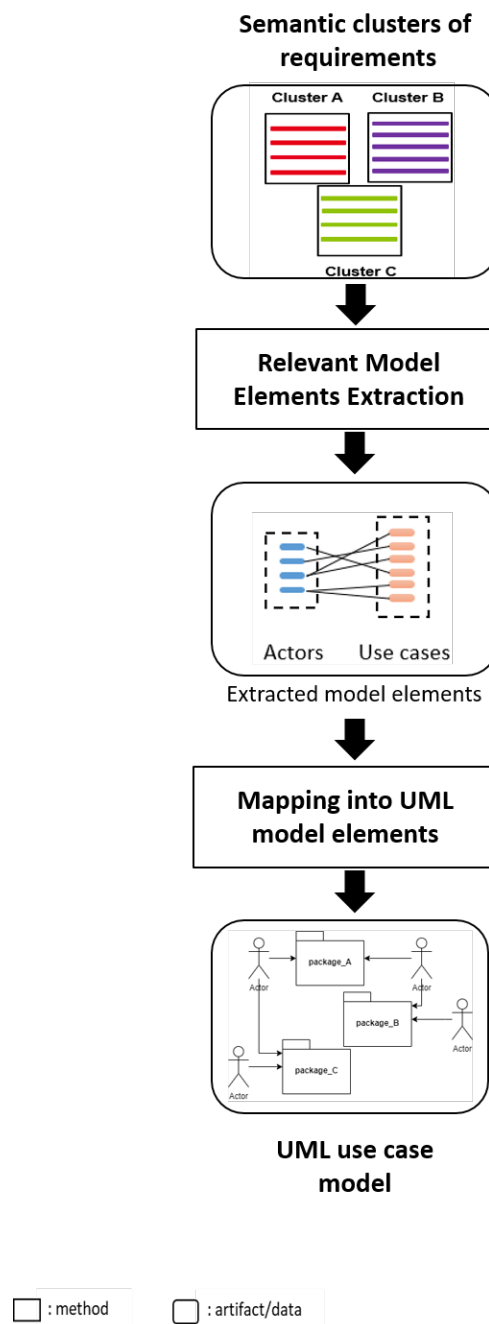 Semantic clusters of
requirements
Cluster A
Cluster B
Cluster C
Relevant Model
Elements Extraction
Actors
Use cases
Extracted model elements
Mapping into UML
model elements
package_A
Actor
Actor
package_B
Actor
package_C
Actor
UML use case
model
: method
: artifact/data